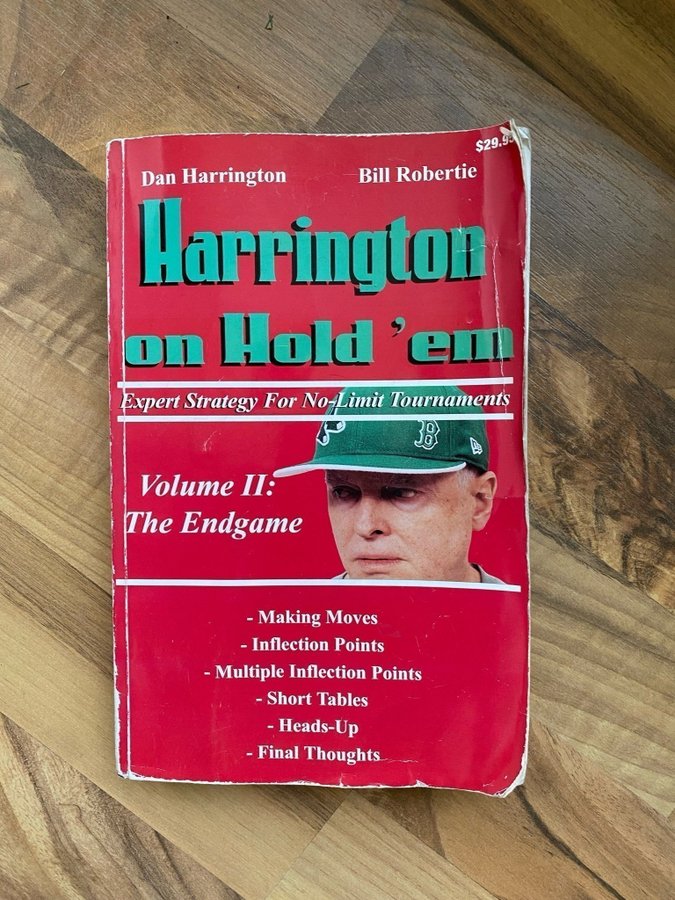 $29.95
Dan Harrington Bill Robertie
Harrington
on Hold 'em
Expert Strategy For No-Limit Tournaments
B
Volume II:
The Endgame
- Making Moves
- Inflection Points
- Multiple Inflection Points
- Short Tables
- Heads-Up
- Final Thoughts